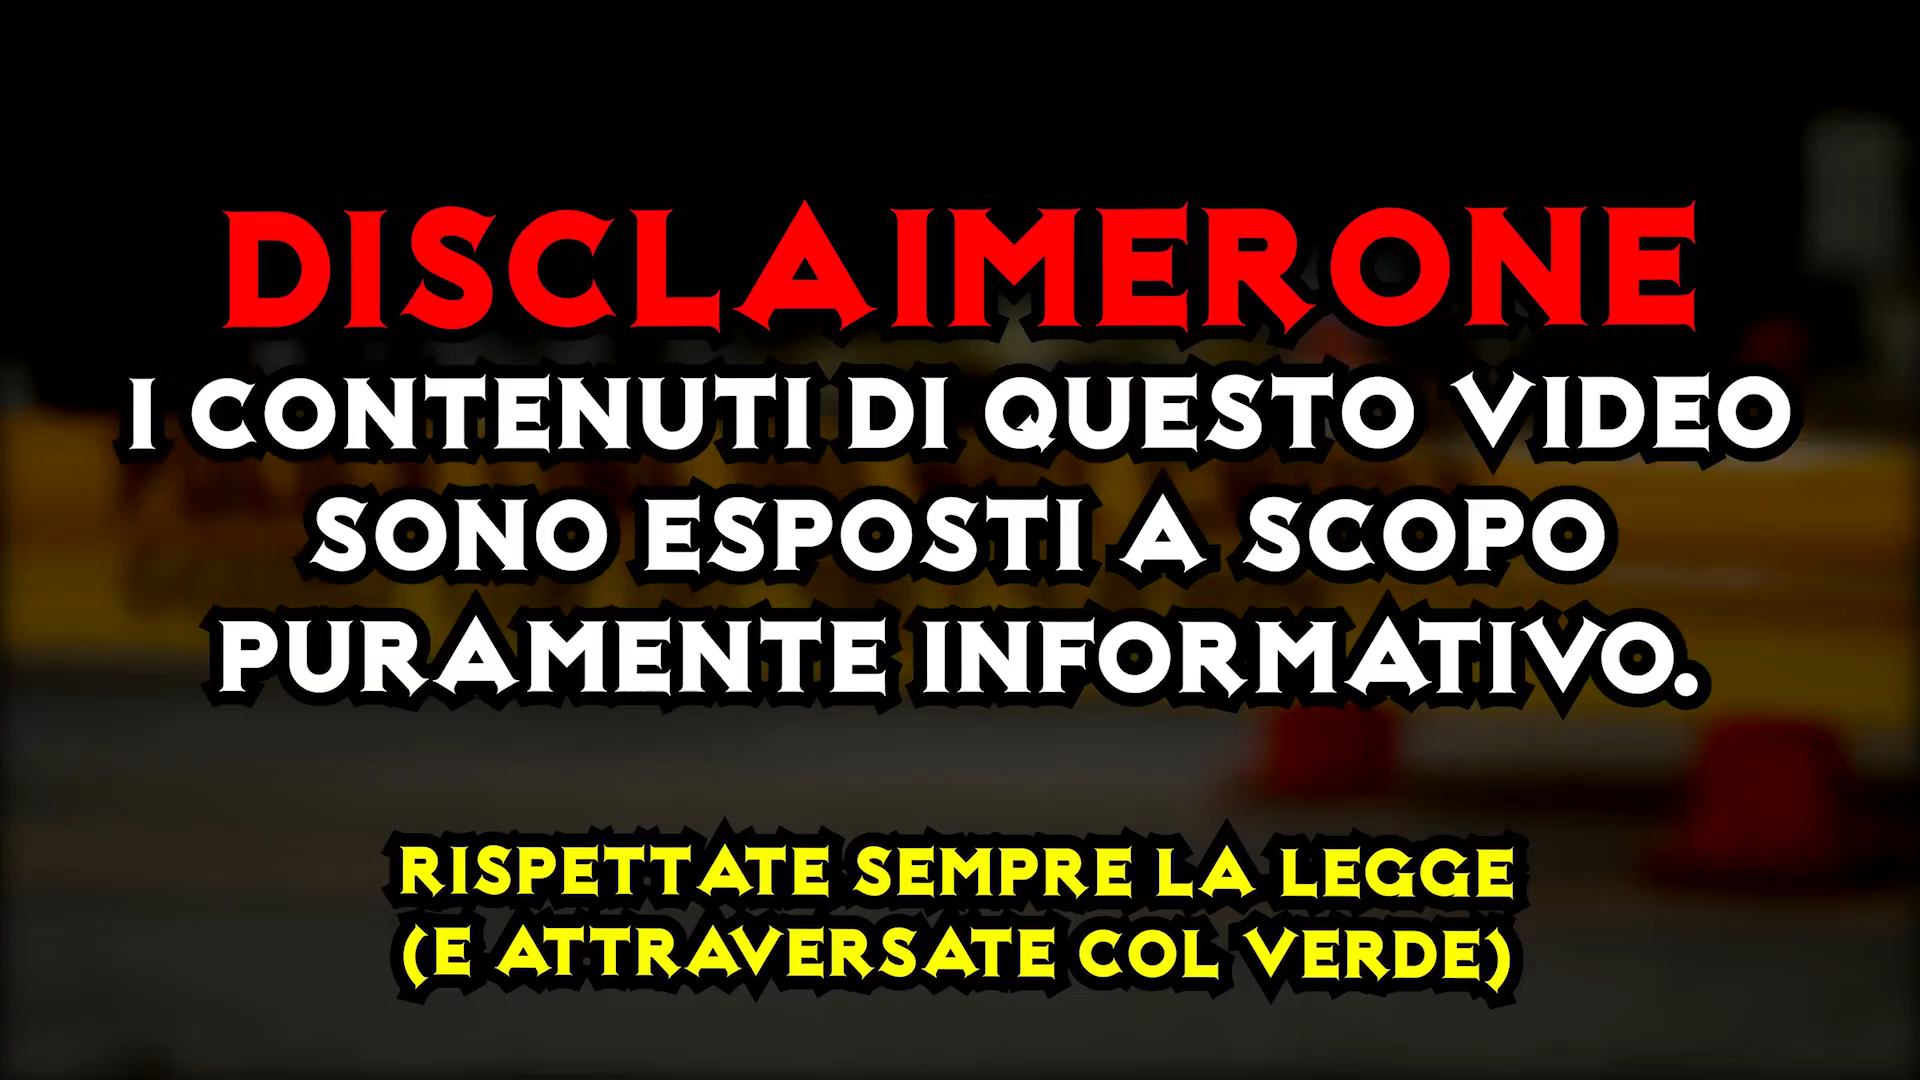 DISCLAIMERONE
I CONTENUTI DI QUESTO VIDEO
SONO ESPOSTI A SCOPO
PURAMENTE INFORMATIVO.
RISPETTATE SEMPRE LA LEGGE
(E ATTRAVERSATE COL VERDE)